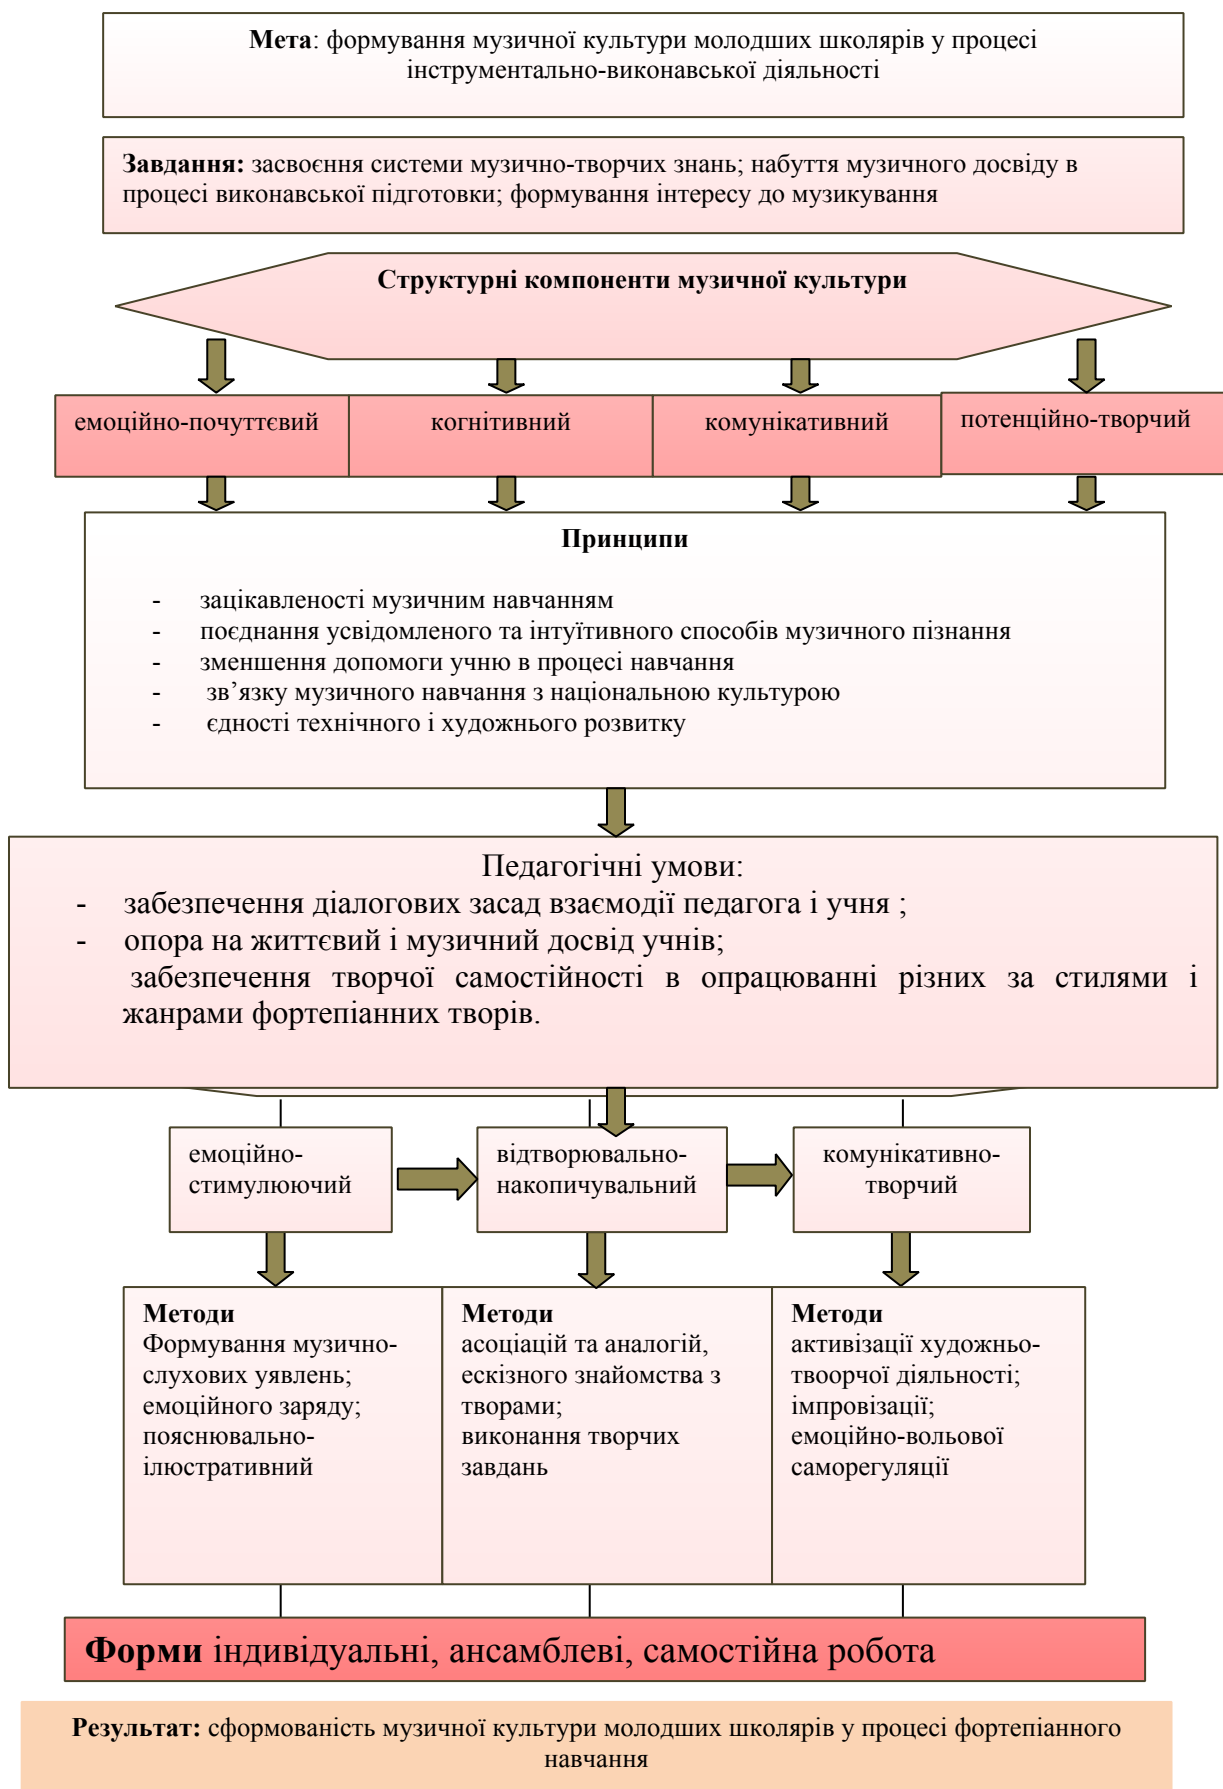 Мета: формування музичної культури молодших школярів у процесі
інструментально-виконавської діяльності
Завдання: засвоєння системи музично-творчих знань; набуття музичного досвіду в
процесі виконавської підготовки; формування інтересу до музикування
Структурні компоненти музичної культури
емоційно-почуттєвий
когнітивний
комунікативний
потенційно-творчий
Принципи
- зацікавленості музичним навчанням
- поєднання усвідомленого та інтуїтивного способів музичного пізнання
- зменшення допомоги учню в процесі навчання
- зв’язку музичного навчання з національною культурою
- єдності технічного і художнього розвитку
Педагогічні умови:
- забезпечення діалогових засад взаємодії педагога і учня ;
- опора на життєвий і музичний досвід учнів;
забезпечення творчої самостійності в опрацюванні різних за стилями і
жанрами фортепіанних творів.
емоційно-
стимулюючий
відтворювально-
накопичувальний
комунікативно-
творчий
Методи
Формування музично-
слухових уявлень;
емоційного заряду;
пояснювально-
ілюстративний
Методи
асоціацій та аналогій,
ескізного знайомства з
творами;
виконання творчих
завдань
Методи
активізації художньо-
твоорчої діяльності;
імпровізації;
емоційно-вольової
саморегуляції
Форми індивідуальні, ансамблеві, самостійна робота
Результат: сформованість музичної культури молодших школярів у процесі фортепіанного
навчання